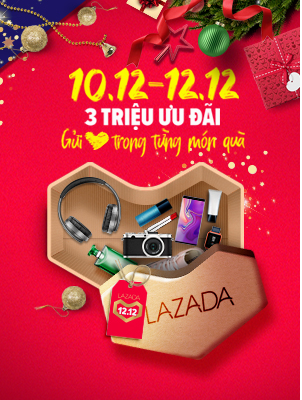 10.12-12.12
3 TRIỆU ƯU ĐÃI
Gửi trong từng món quà
LAZADA
LAZADA
12.12